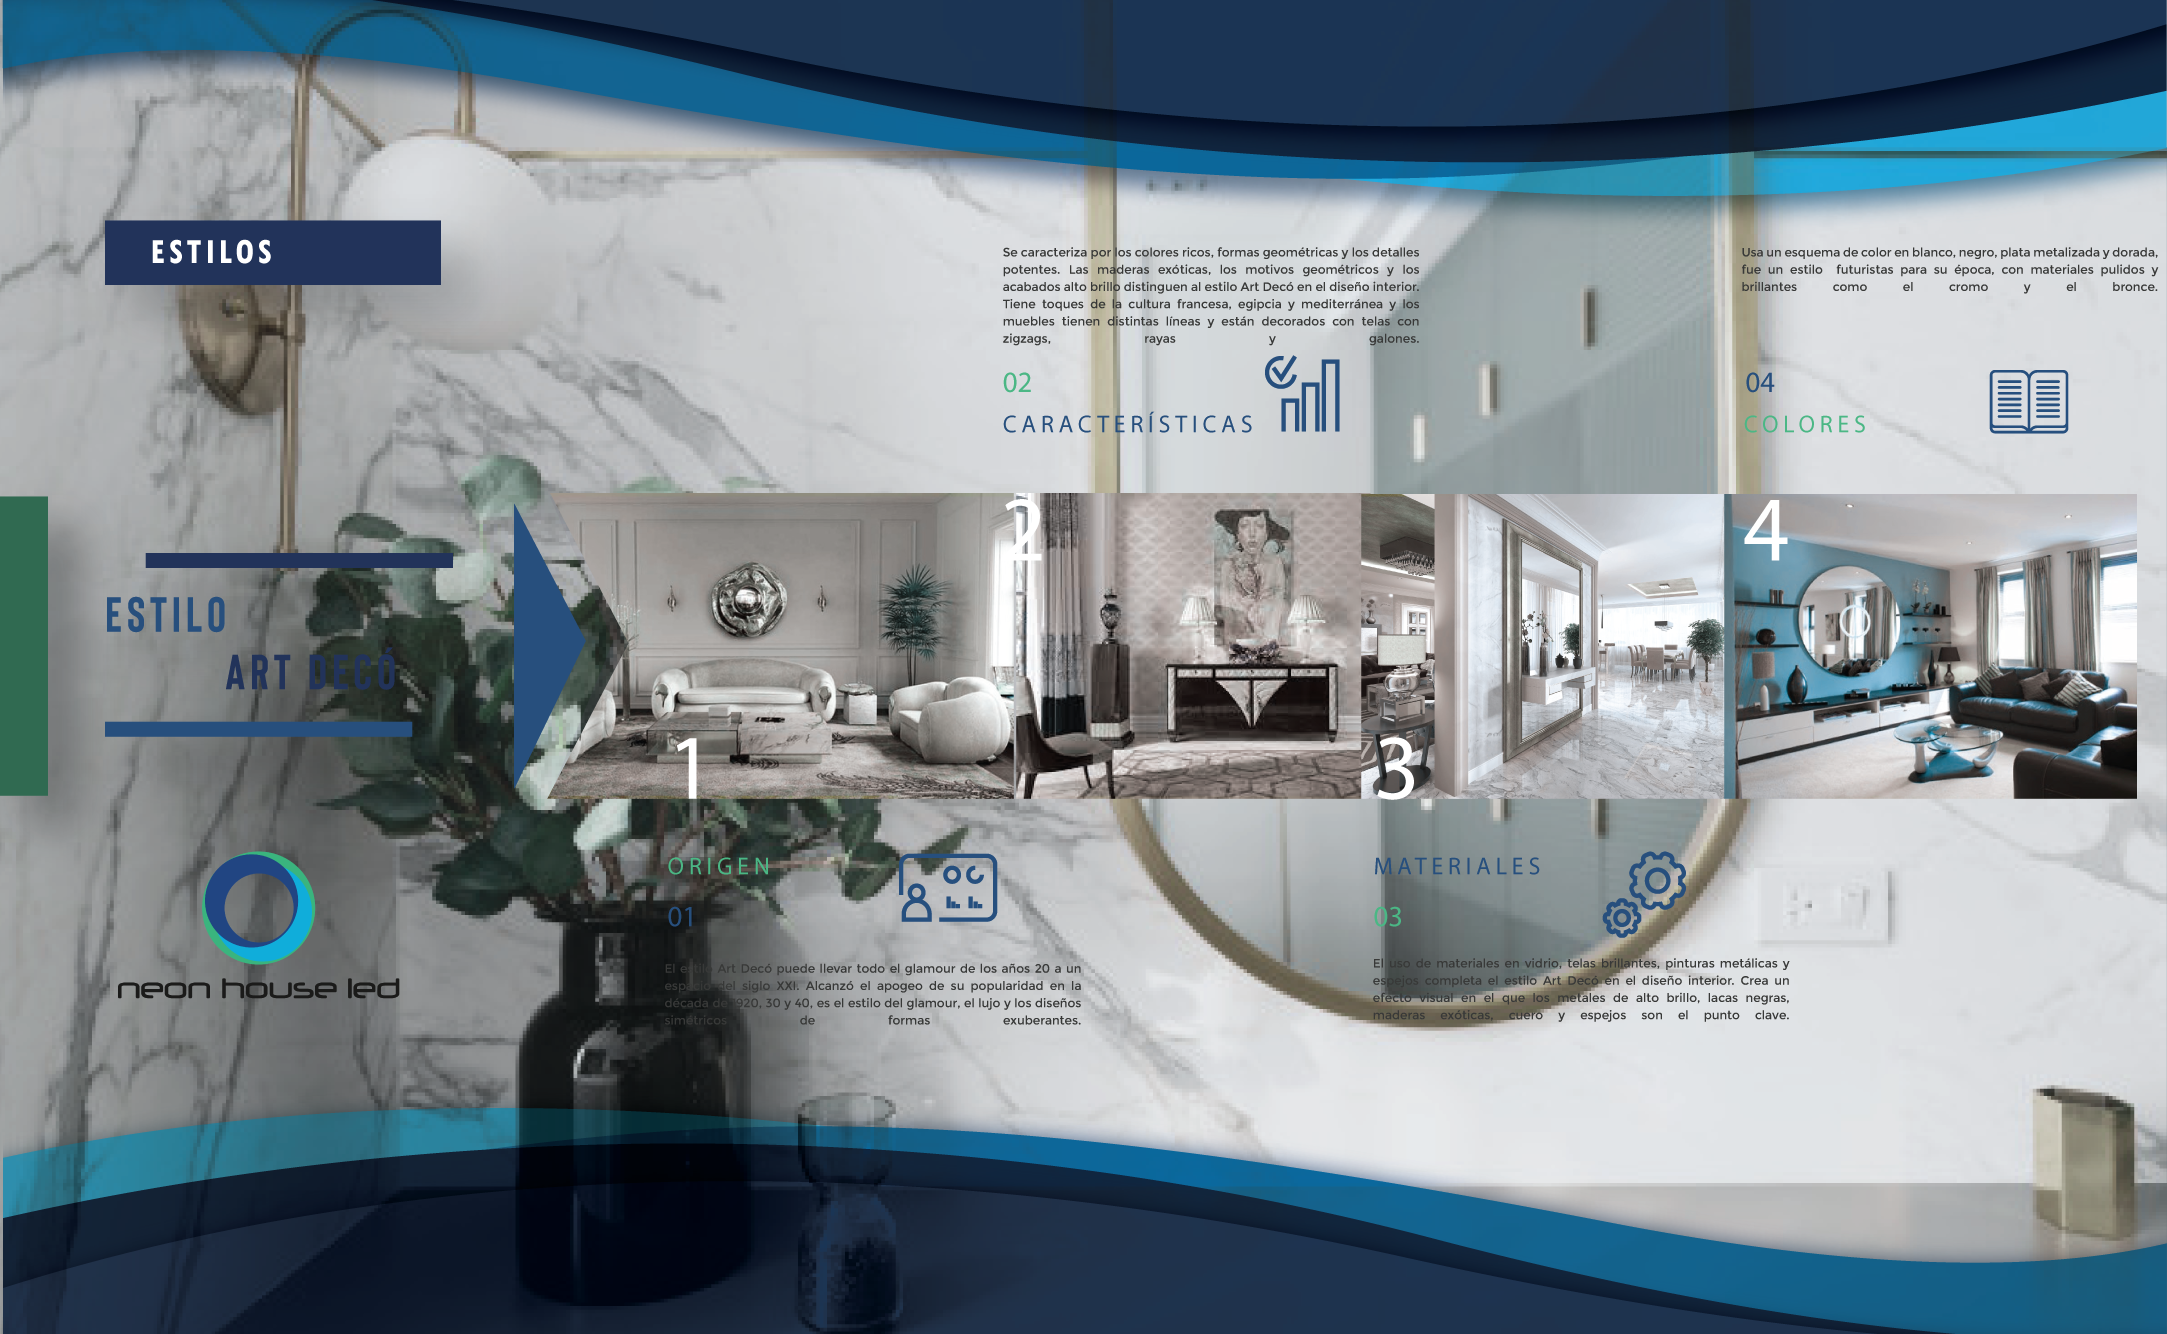 ESTILOS
ESTILO
ART DECÓ
neon house led
Se caracteriza por los colores ricos, formas geométricas y los detalles
potentes. Las maderas exóticas, los motivos geométricos y los
acabados alto brillo distinguen al estilo Art Decó en el diseño interior.
Tiene toques de la cultura francesa, egipcia y mediterránea y los
muebles tienen distintas líneas y están decorados con telas con
zigzags, rayas y galones.
02
CARACTERÍSTICAS
Usa un esquema de color en blanco, negro, plata metalizada y dorada,
fue un estilo futuristas para su época, con materiales pulidos y
brillantes como el cromo y el bronce.
04
COLORES
1
2
3
4
ORIGEN
01
El estilo Art Decó puede llevar todo el glamour de los años 20 a un
espacio del siglo XXI. Alcanzó el apogeo de su popularidad en la
década de 1920, 30 y 40, es el estilo del glamour, el lujo y los diseños
simétricos de formas exuberantes.
MATERIALES
03
El uso de materiales en vidrio, telas brillantes, pinturas metálicas y
espejos completa el estilo Art Decó en el diseño interior. Crea un
efecto visual en el que los metales de alto brillo, lacas negras,
maderas exóticas, cuero y espejos son el punto clave.